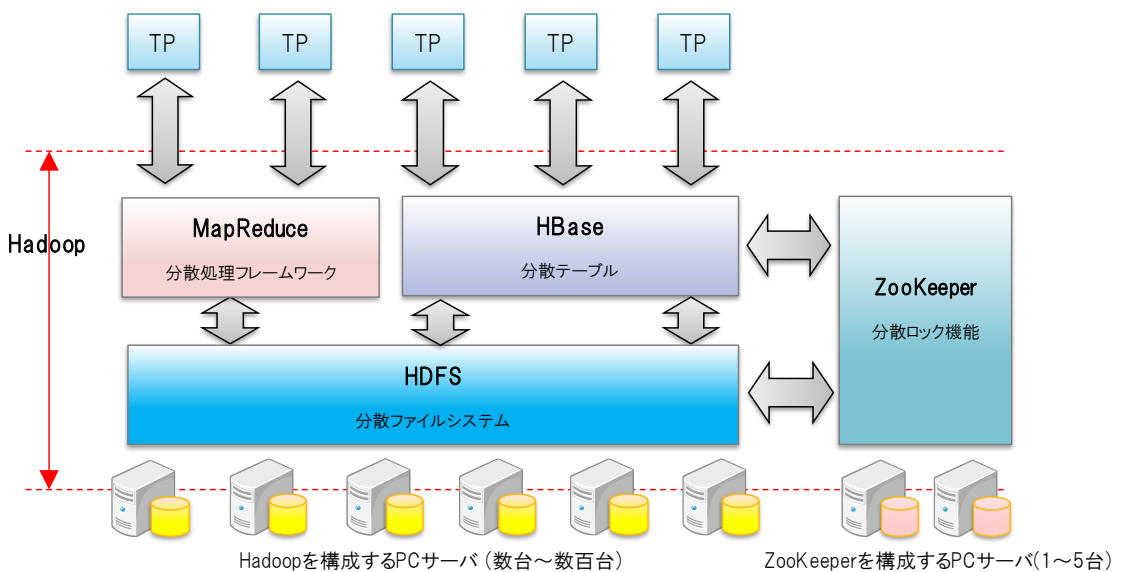 TP TP TP TP TP
Hadoop
MapReduce
分散処理フレームワーク
HBase
分散テーブル
ZooKeeper
分散ロック機能
HDFS
分散ファイルシステム
Hadoopを構成するPCサーバ (数台～数百台)
ZooKeeperを構成するPCサーバ(1～5台)